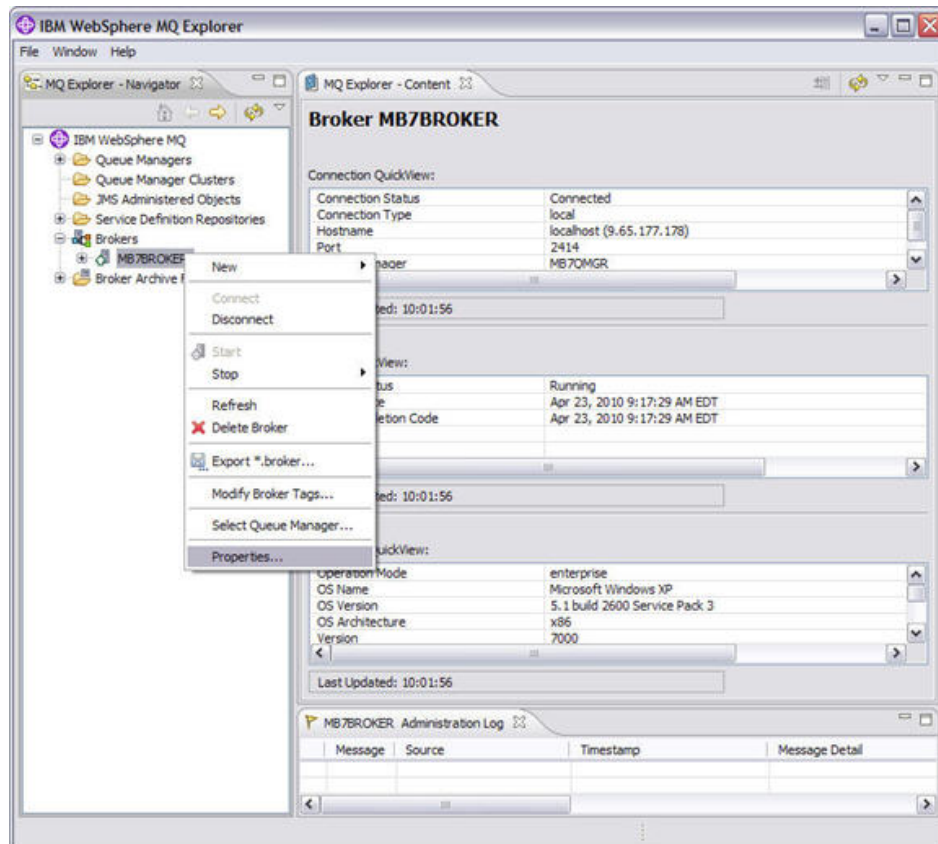 IBM WebSphere MQ Explorer
File Window Help
MQ Explorer - Navigator
IBM WebSphere MQ
Queue Managers
Queue Manager Clusters
JMS Administered Objects
Service Definition Repositories
Brokers
MB7BROKER
Broker Archive
New
Connect
Disconnect
Start
Stop
Refresh
Delete Broker
Export *.broker...
Modify Broker Tags...
Select Queue Manager...
Properties...
MQ Explorer - Content
Broker MB7BROKER
Connection QuickView:
Connection Status Connected
Connection Type local
Hostname localhost (9.65.177.178)
Port 2414
nager MB7QMGR
ted: 10:01:56
View:
tus Running
e Apr 23, 2010 9:17:29 AM EDT
letion Code Apr 23, 2010 9:17:29 AM EDT
ted: 10:01:56
uickView:
Operation Mode enterprise
OS Name Microsoft Windows XP
OS Version 5.1 build 2600 Service Pack 3
OS Architecture x86
Version 7000
Last Updated: 10:01:56
MB7BROKER Administration Log
Message Source Timestamp Message Detail